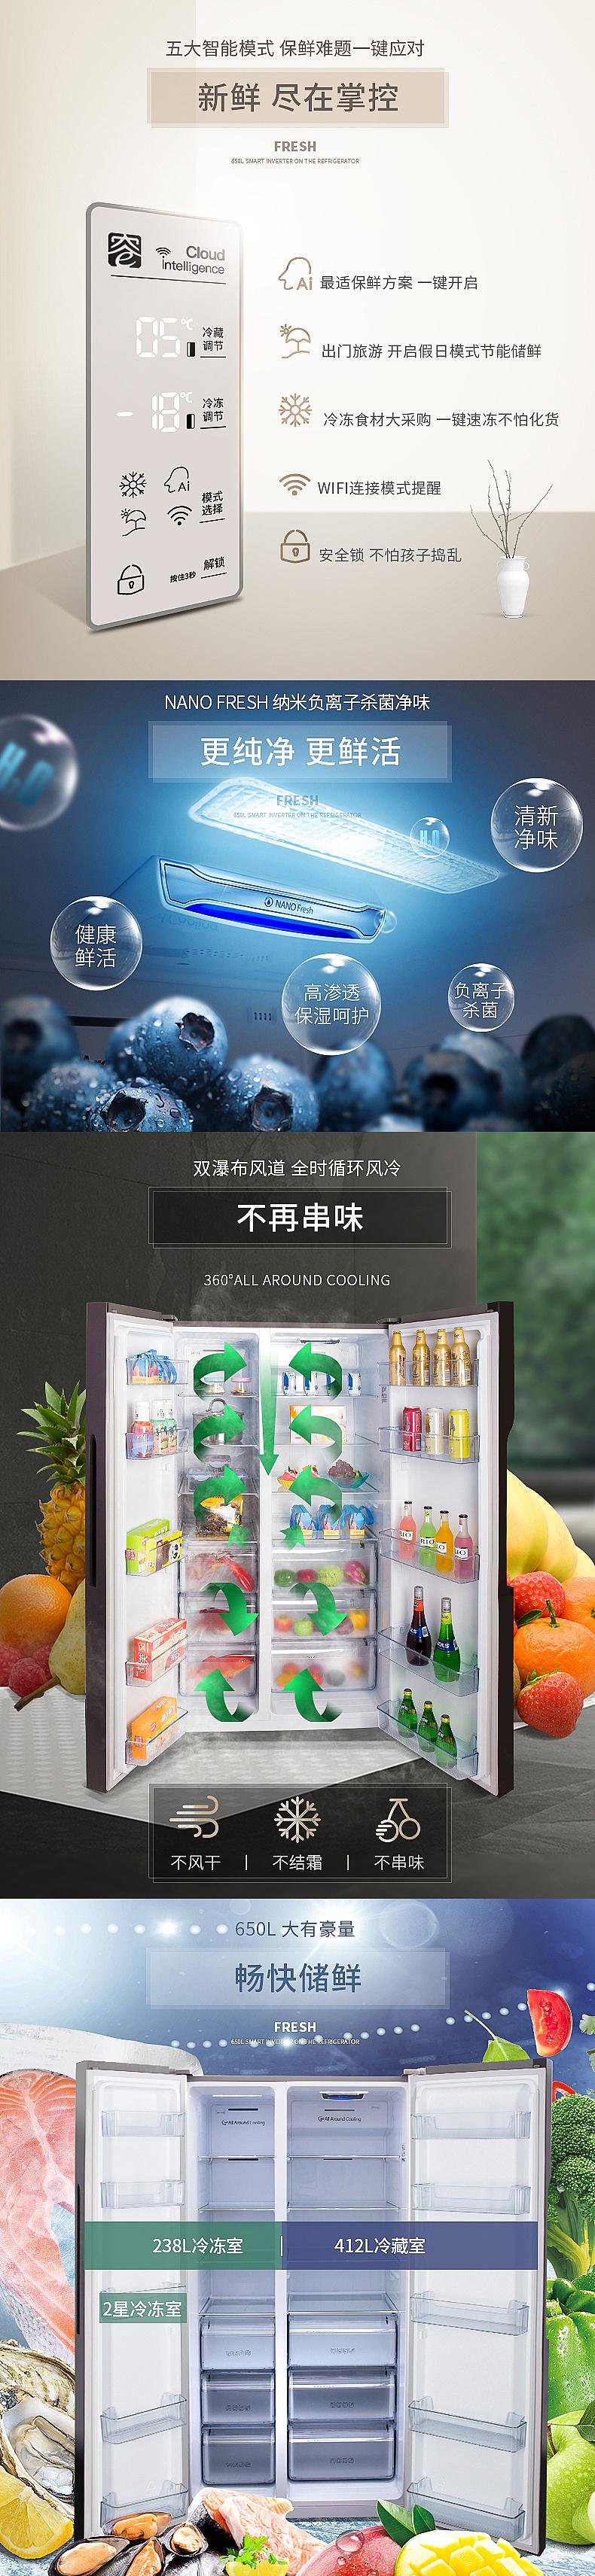 五大智能模式 保鲜难题一键应对
新鲜 尽在掌控
FRESH
650L SMART INVERTER ON THE REFRIGERATOR
容
Cloud
intelligence
05℃
冷藏
调节
-18℃
冷冻
调节
Ai
模式
选择
按住3秒 解锁
Ai 最适保鲜方案 一键开启
出门旅游 开启假日模式节能储鲜
冷冻食材大采购 一键速冻不怕化货
WIFI连接模式提醒
安全锁 不怕孩子捣乱
NANO FRESH 纳米负离子杀菌净味
更纯净 更鲜活
FRESH
650L SMART INVERTER ON THE REFRIGERATOR
H₂O
H₂O
清新
净味
NANO Fresh
健康
鲜活
高渗透
保湿呵护
负离子
杀菌
双瀑布风道 全时循环风冷
不再串味
360°ALL AROUND COOLING
不风干 | 不结霜 | 不串味
650L 大有豪量
畅快储鲜
FRESH
650L SMART INVERTER ON THE REFRIGERATOR
All Around Cooling
All Around Cooling
238L冷冻室 | 412L冷藏室
2星冷冻室